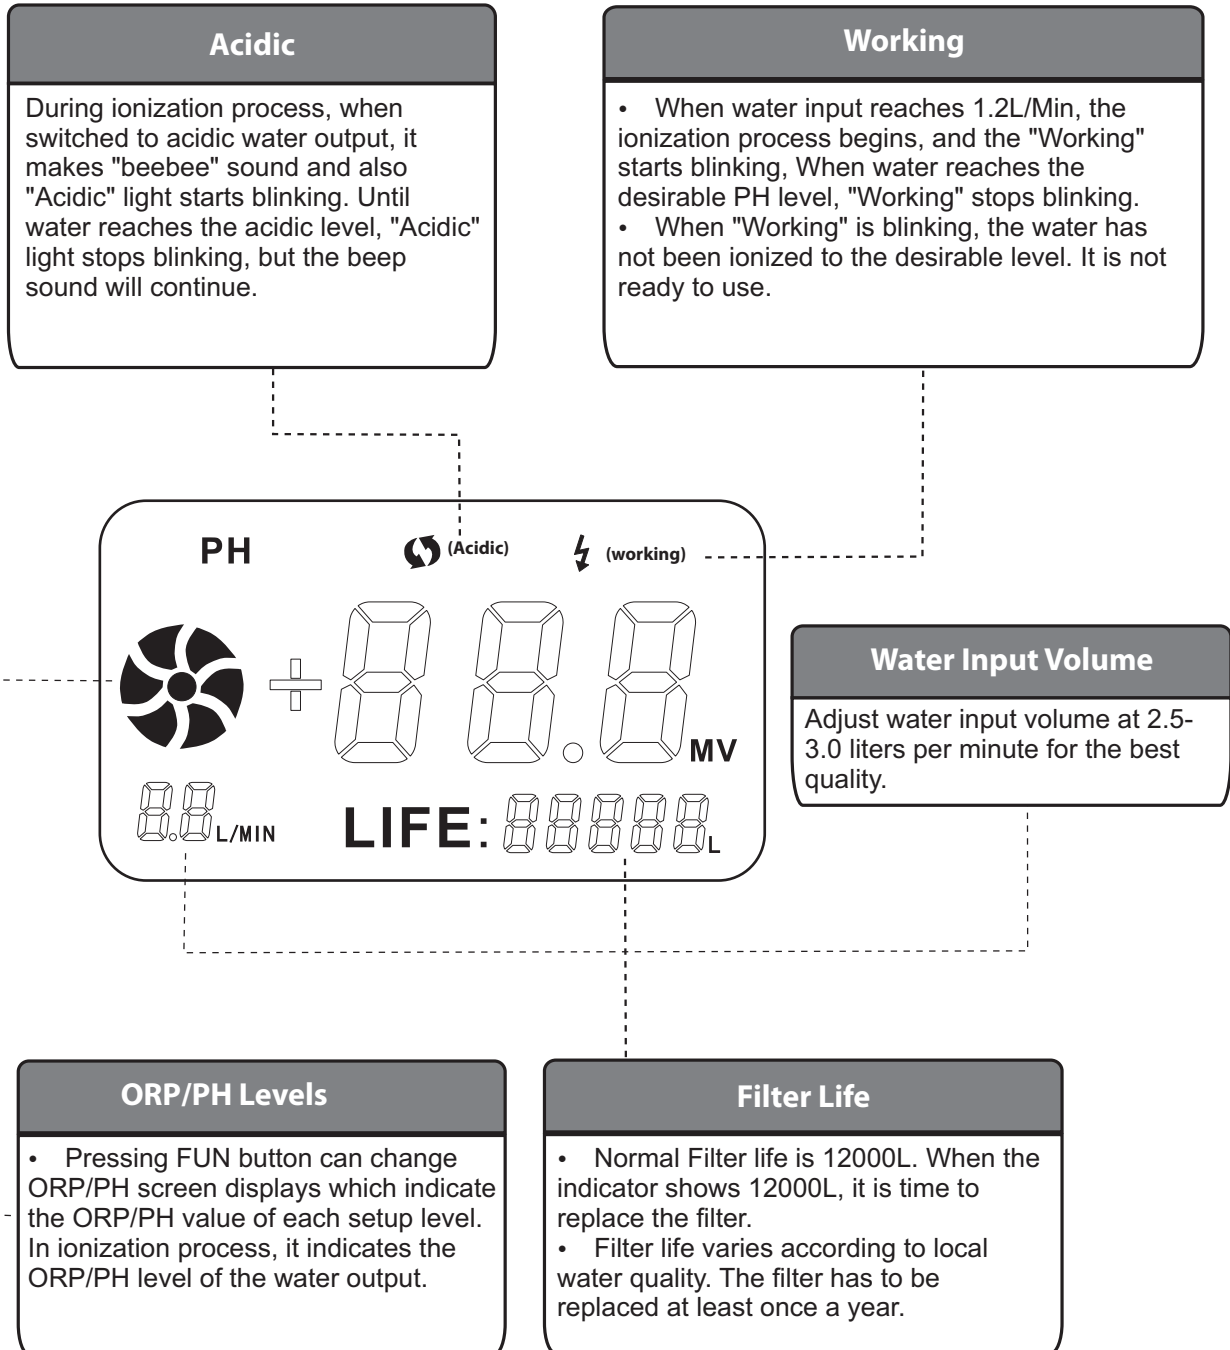 Acidic
During ionization process, when
switched to acidic water output, it
makes "beebee" sound and also
"Acidic" light starts blinking. Until
water reaches the acidic level, "Acidic"
light stops blinking, but the beep
sound will continue.
Working
• When water input reaches 1.2L/Min, the
ionization process begins, and the "Working"
starts blinking, When water reaches the
desirable PH level, "Working" stops blinking.
• When "Working" is blinking, the water has
not been ionized to the desirable level. It is not
ready to use.
PH
(Acidic)
(working)
+88.8 MV
8.8 L/MIN
LIFE: 88888 L
Water Input Volume
Adjust water input volume at 2.5-
3.0 liters per minute for the best
quality.
ORP/PH Levels
• Pressing FUN button can change
ORP/PH screen displays which indicate
the ORP/PH value of each setup level.
In ionization process, it indicates the
ORP/PH level of the water output.
Filter Life
• Normal Filter life is 12000L. When the
indicator shows 12000L, it is time to
replace the filter.
• Filter life varies according to local
water quality. The filter has to be
replaced at least once a year.